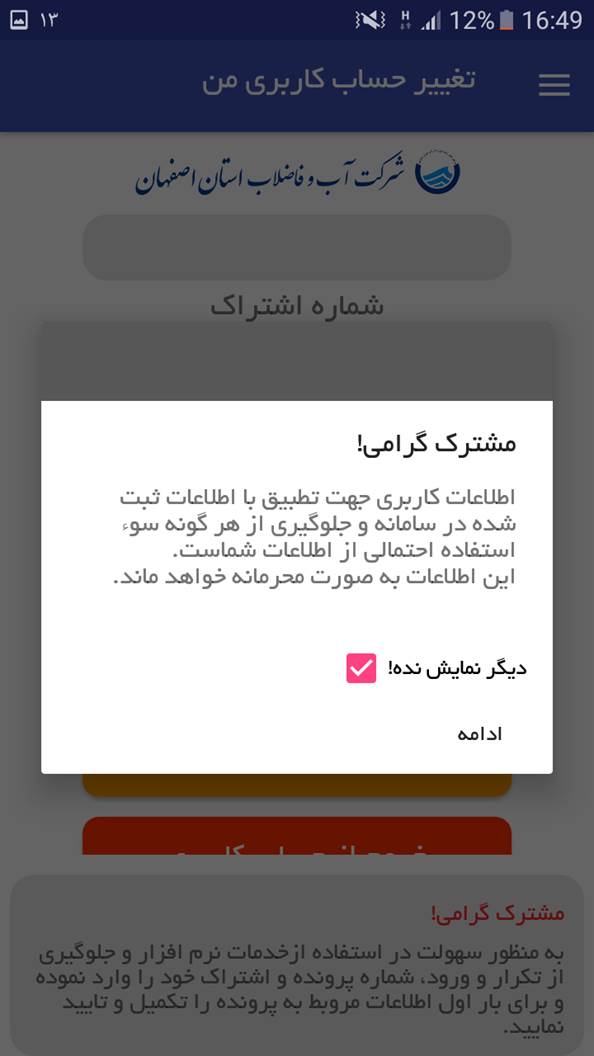 ۱۳ H 12% 16:49
تغییر حساب کاربری من
شرکت آب و فاضلاب استان اصفهان
شماره اشتراک
مشترک گرامی!
اطلاعات کاربری جهت تطبیق با اطلاعات ثبت
شده در سامانه و جلوگیری از هر گونه سوء
استفاده احتمالی از اطلاعات شماست.
این اطلاعات به صورت محرمانه خواهد ماند.
دیگر نمایش نده!
ادامه
مشترک گرامی!
به منظور سهولت در استفاده ازخدمات نرم افزار و جلوگیری
از تکرار و ورود، شماره پرونده و اشتراک خود را وارد نموده
و برای بار اول اطلاعات مربوط به پرونده را تکمیل و تایید
نمایید.